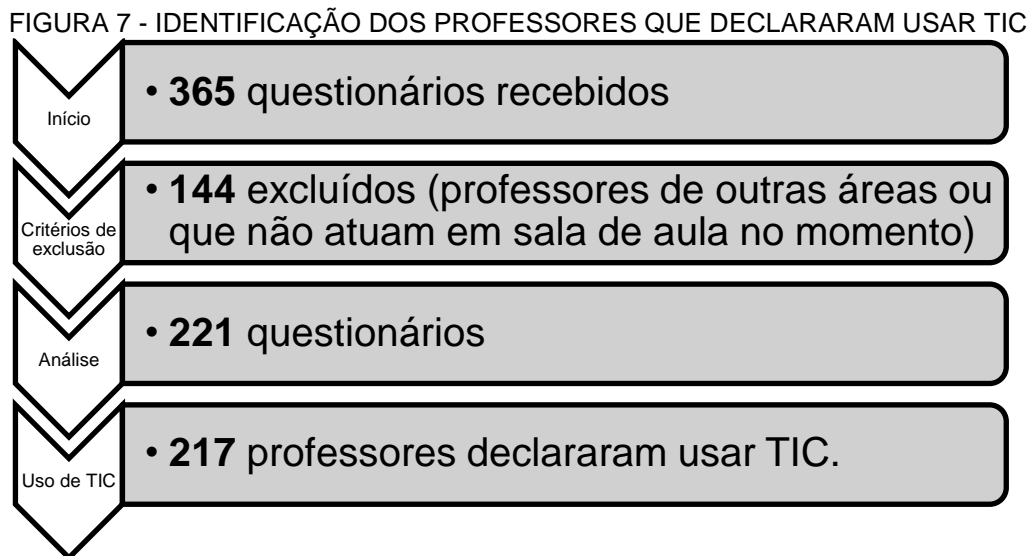 FIGURA 7 - IDENTIFICAÇÃO DOS PROFESSORES QUE DECLARARAM USAR TIC
Início
• 365 questionários recebidos
Critérios de
exclusão
• 144 excluídos (professores de outras áreas ou
que não atuam em sala de aula no momento)
Análise
• 221 questionários
Uso de TIC
• 217 professores declararam usar TIC.